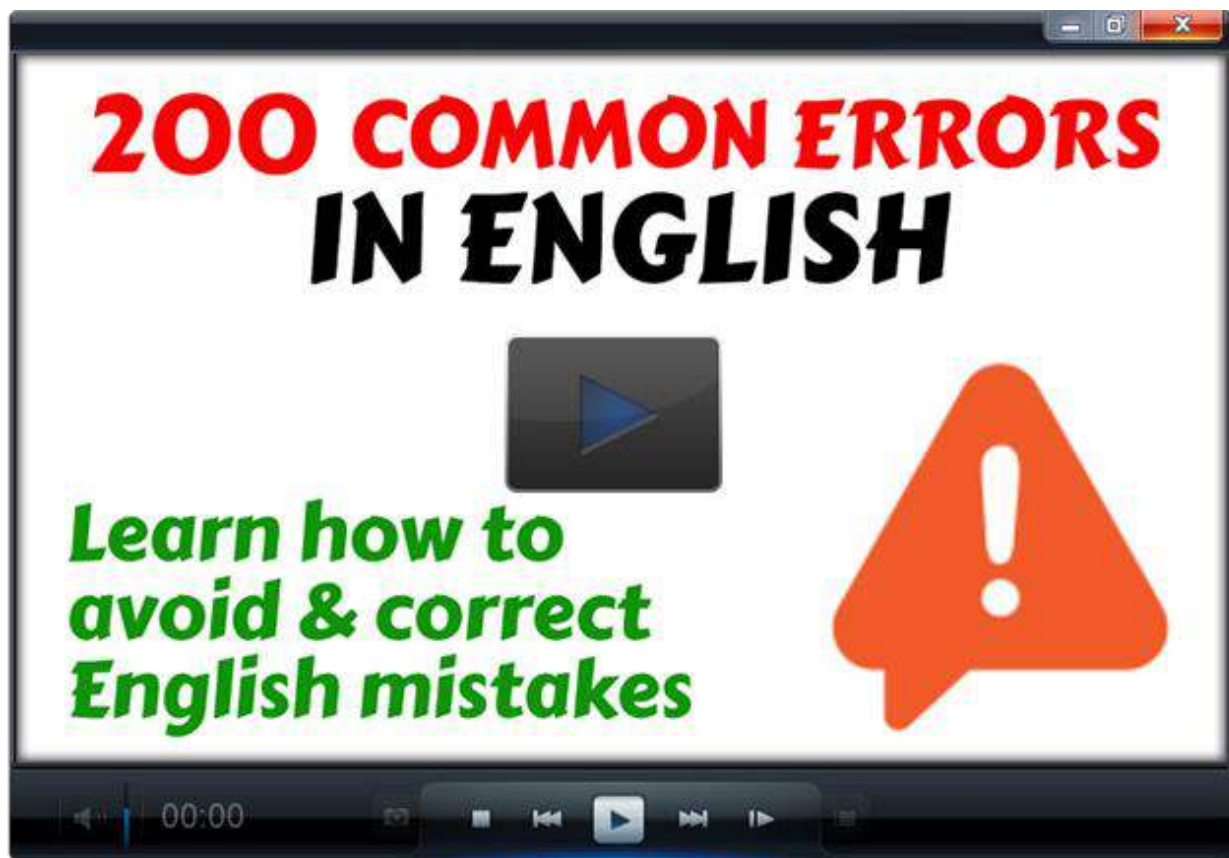 200 COMMON ERRORS
IN ENGLISH
Learn how to
avoid & correct
English mistakes
00:00